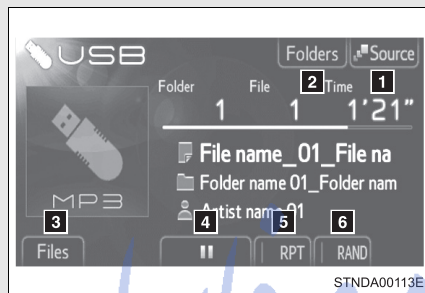 USB
Folders
Source
2
1
Folder
File
Time
1
1
1'21"
File name_01_File na
Folder name 01_Folder nam
Artist name 01
MP3
3
4
5
6
Files
RPT
RAND
STNDA00113E